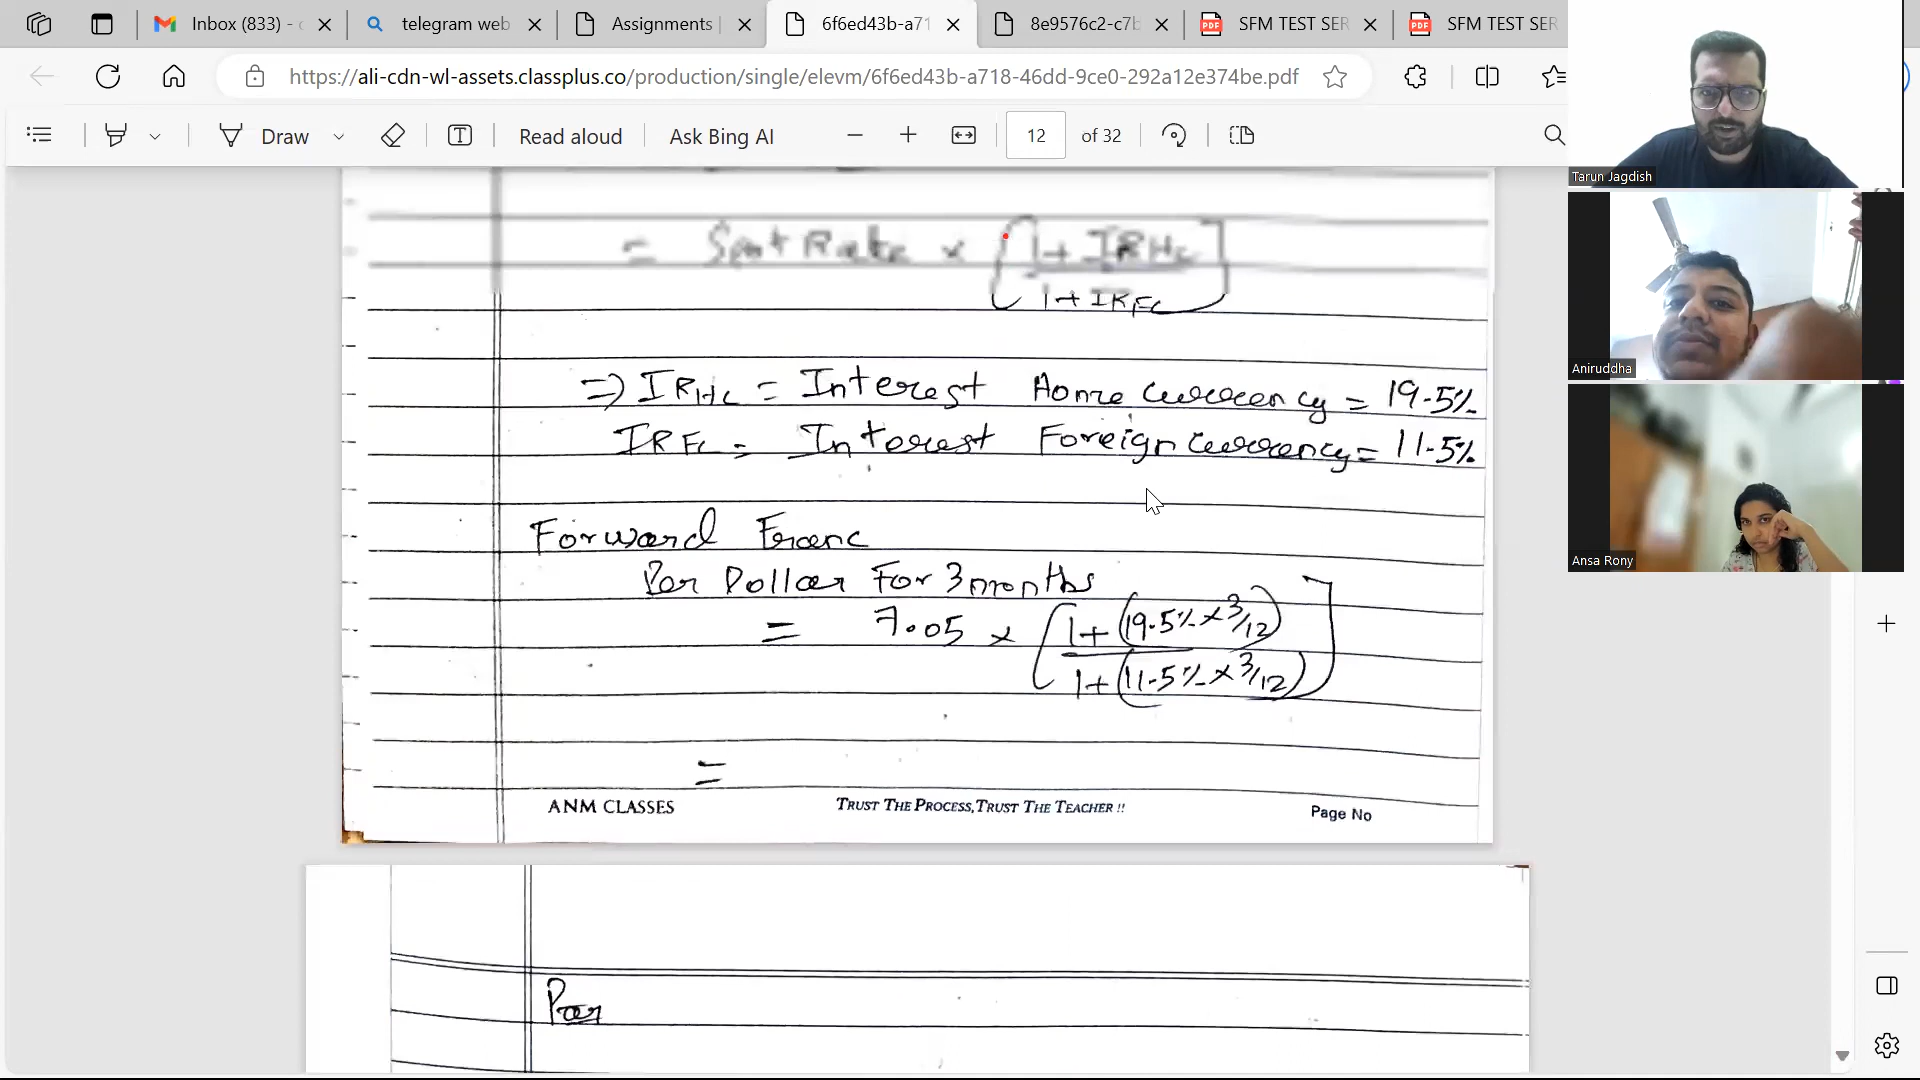 Inbox (833) - c
telegram web
Assignments |
6f6ed43b-a71
8e9576c2-c7b
SFM TEST SER
SFM TEST SER
https://ali-cdn-wl-assets.classplus.co/production/single/elevm/6f6ed43b-a718-46dd-9ce0-292a12e374be.pdf
Draw
Read aloud
Ask Bing AI
12 of 32
Tarun Jagdish
Aniruddha
Ansa Rony
= Spot Rate × [1 + IRHC
1 + IRFC]
=> IRHC = Interest Home Currency = 19.5%
IRFC = Interest Foreign Currency = 11.5%
Forward Franc
Per Dollar For 3 months
= 7.05 × [1 + (19.5% × 3/12)
1 + (11.5% × 3/12)]
=
ANM CLASSES
TRUST THE PROCESS, TRUST THE TEACHER !!
Page No